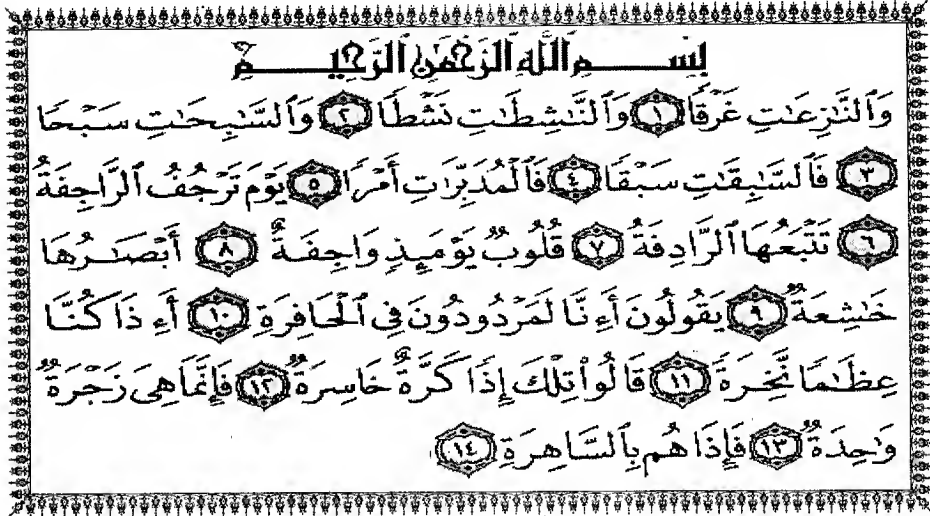 بِسْمِ ٱللَّهِ ٱلرَّحْمَٰنِ ٱلرَّحِيمِ
وَٱلنَّٰزِعَٰتِ غَرْقًا ١ وَٱلنَّٰشِطَٰتِ نَشْطًا ٢ وَٱلسَّٰبِحَٰتِ سَبْحًا
٣ فَٱلسَّٰبِقَٰتِ سَبْقًا ٤ فَٱلْمُدَبِّرَٰتِ أَمْرًا ٥ يَوْمَ تَرْجُفُ ٱلرَّاجِفَةُ
٦ تَتْبَعُهَا ٱلرَّادِفَةُ ٧ قُلُوبٌ يَوْمَئِذٍ وَاجِفَةٌ ٨ أَبْصَٰرُهَا
خَٰشِعَةٌ ٩ يَقُولُونَ أَءِنَّا لَمَرْدُودُونَ فِى ٱلْحَافِرَةِ ١٠ أَءِذَا كُنَّا
عِظَٰمًا نَّخِرَةً ١١ قَالُوا۟ تِلْكَ إِذًا كَرَّةٌ خَاسِرَةٌ ١٢ فَإِنَّمَا هِىَ زَجْرَةٌ
وَٰحِدَةٌ ١٣ فَإِذَا هُم بِٱلسَّاهِرَةِ ١٤